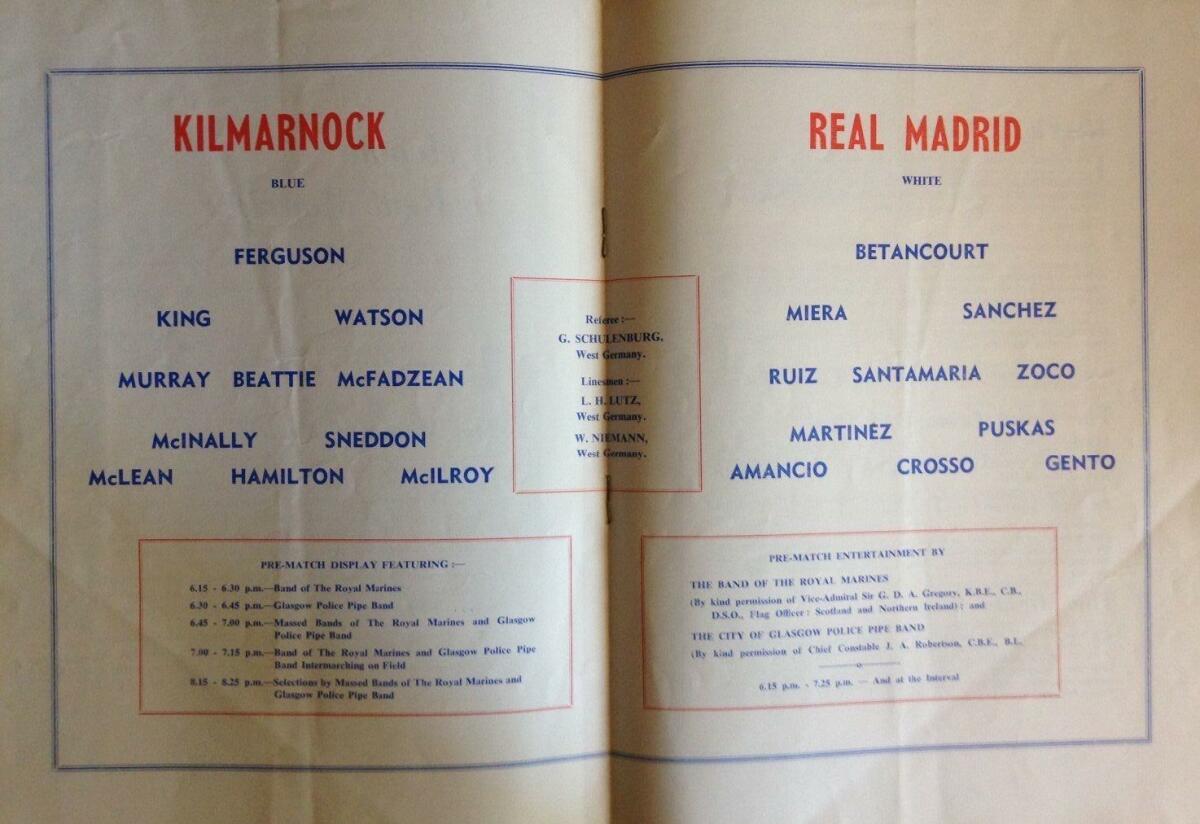 KILMARNOCK
BLUE
FERGUSON
KING WATSON
MURRAY BEATTIE McFADZEAN
McINALLY SNEDDON
McLEAN HAMILTON McILROY
Referee :—
G. SCHULENBURG,
West Germany.
Linesmen :—
L. H. LUTZ,
West Germany.
W. NIEMANN,
West Germany.
REAL MADRID
WHITE
BETANCOURT
MIERA SANCHEZ
RUIZ SANTAMARIA ZOCO
MARTINEZ PUSKAS
AMANCIO CROSSO GENTO
PRE-MATCH DISPLAY FEATURING :—
6.15 - 6.30 p.m.—Band of The Royal Marines
6.30 - 6.45 p.m.—Glasgow Police Pipe Band
6.45 - 7.00 p.m.—Massed Bands of The Royal Marines and Glasgow
Police Pipe Band
7.00 - 7.15 p.m.—Band of The Royal Marines and Glasgow Police Pipe
Band Intermarching on Field
8.15 - 8.25 p.m.—Selections by Massed Bands of The Royal Marines and
Glasgow Police Pipe Band
PRE-MATCH ENTERTAINMENT BY
THE BAND OF THE ROYAL MARINES
(By kind permission of Vice-Admiral Sir G. D. A. Gregory, K.B.E., C.B.,
D.S.O., Flag Officer: Scotland and Northern Ireland); and
THE CITY OF GLASGOW POLICE PIPE BAND
(By kind permission of Chief Constable J. A. Robertson, C.B.E., B.L.
6.15 p.m. - 7.25 p.m. — And at the Interval